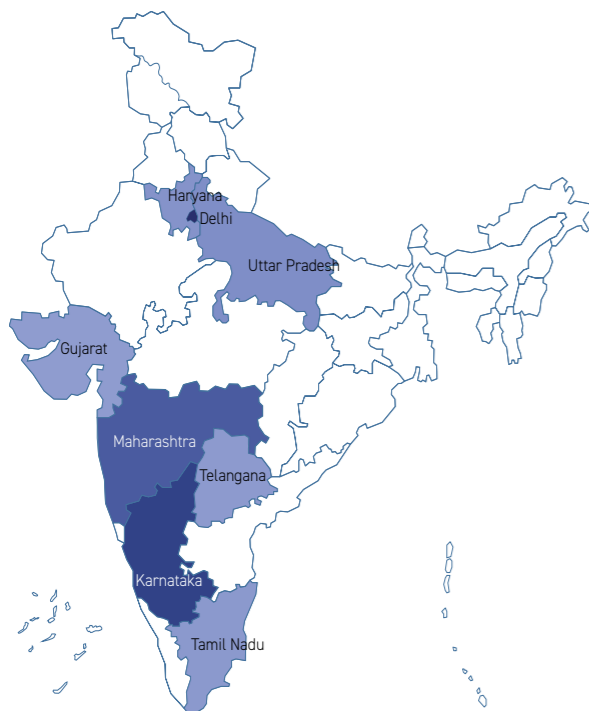 Haryana
Delhi
Uttar Pradesh
Gujarat
Maharashtra
Telangana
Karnataka
Tamil Nadu